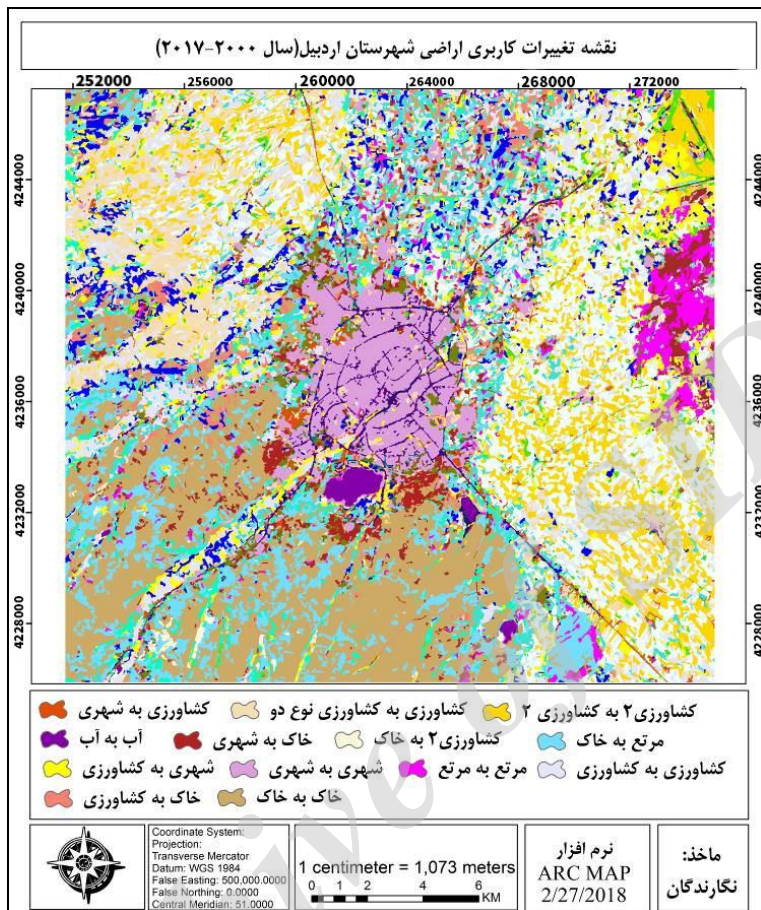 نقشه تغییرات کاربری اراضی شهرستان اردبیل(سال ۲۰۰۰-۲۰۱۷)
252000 256000 260000 264000 268000 272000
4244000 4244000
4240000 4240000
4236000 4236000
4232000 4232000
4228000 4228000
کشاورزی۲ به کشاورزی ۲ کشاورزی به کشاورزی نوع دو کشاورزی به شهری
مرتع به خاک کشاورزی۲ به خاک خاک به شهری آب به آب
کشاورزی به کشاورزی مرتع به مرتع شهری به شهری شهری به کشاورزی
خاک به خاک خاک به کشاورزی
Coordinate System:
Projection:
Transverse Mercator
Datum: WGS 1984
False Easting: 500,000.0000
False Northing: 0.0000
Central Meridian: 51.0000
1 centimeter = 1,073 meters
0 1 2 4 6
KM
نرم افزار
ARC MAP
2/27/2018
ماخذ:
نگارندگان